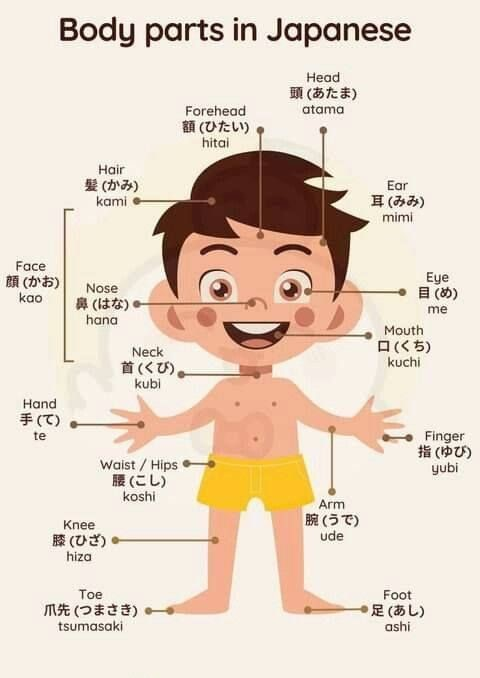 Body parts in Japanese
Head
頭 (あたま)
atama
Forehead
額 (ひたい)
hitai
Hair
髪 (かみ)
kami
Ear
耳 (みみ)
mimi
Face
顔 (かお)
kao
Nose
鼻 (はな)
hana
Eye
目 (め)
me
Mouth
口 (くち)
kuchi
Neck
首 (くび)
kubi
Hand
手 (て)
te
Finger
指 (ゆび)
yubi
Waist / Hips
腰 (こし)
koshi
Arm
腕 (うで)
ude
Knee
膝 (ひざ)
hiza
Toe
爪先 (つまさき)
tsumasaki
Foot
足 (あし)
ashi